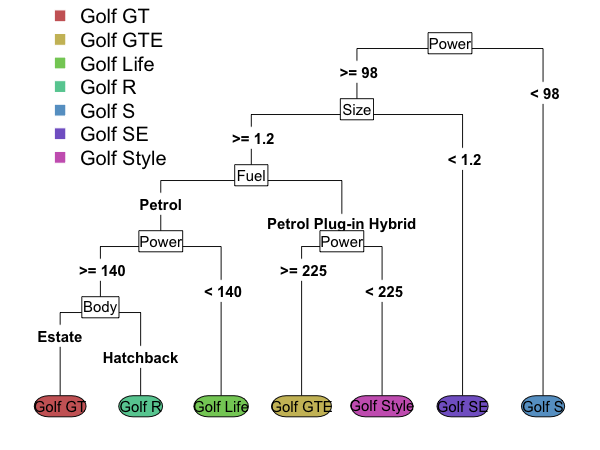 Golf GT
Golf GTE
Golf Life
Golf R
Golf S
Golf SE
Golf Style
Power
>= 98
< 98
Size
>= 1.2
< 1.2
Fuel
Petrol
Petrol Plug-in Hybrid
Power
Power
>= 140
< 140
>= 225
< 225
Body
Estate
Hatchback
Golf GT
Golf R
Golf Life
Golf GTE
Golf Style
Golf SE
Golf S